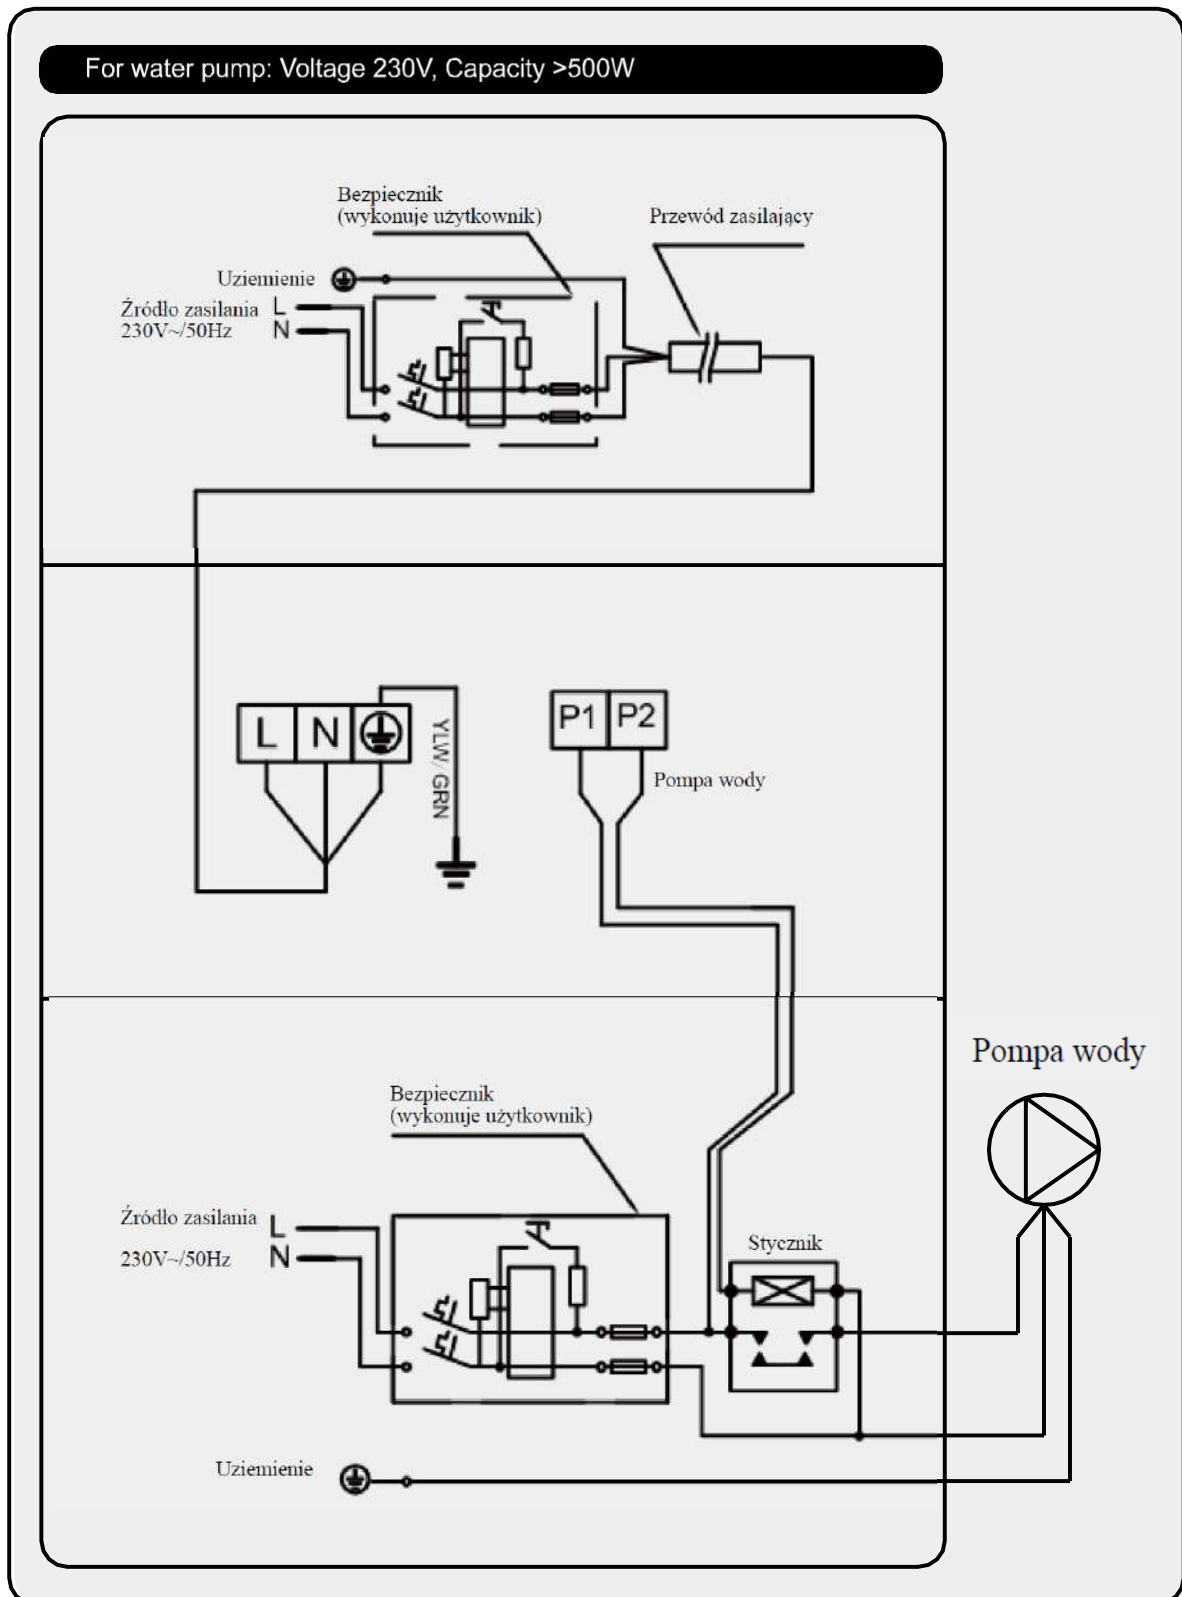 For water pump: Voltage 230V, Capacity >500W
Bezpiecznik
(wykonuje użytkownik)
Przewód zasilający
Uziemienie
Źródło zasilania L
230V~/50Hz N
L N
YLW/GRN
P1 P2
Pompa wody
Pompa wody
Bezpiecznik
(wykonuje użytkownik)
Źródło zasilania L
230V~/50Hz N
Stycznik
Uziemienie